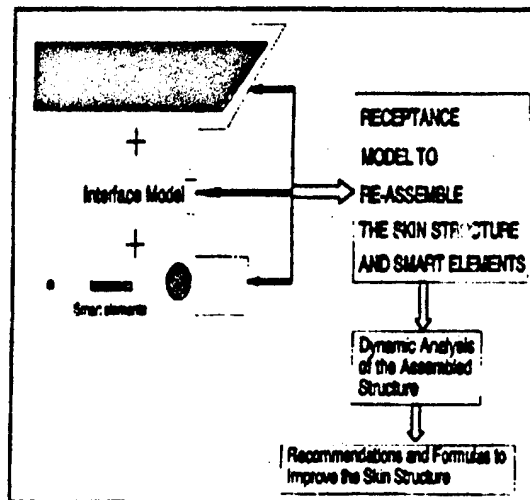 +
Interface Model
+
Smart elements
RECEPTANCE
MODEL TO
RE-ASSEMBLE
THE SKIN STRUCTURE
AND SMART ELEMENTS
Dynamic Analysis
of the Assembled
Structure
Recommendations and Formulas to
Improve the Skin Structure